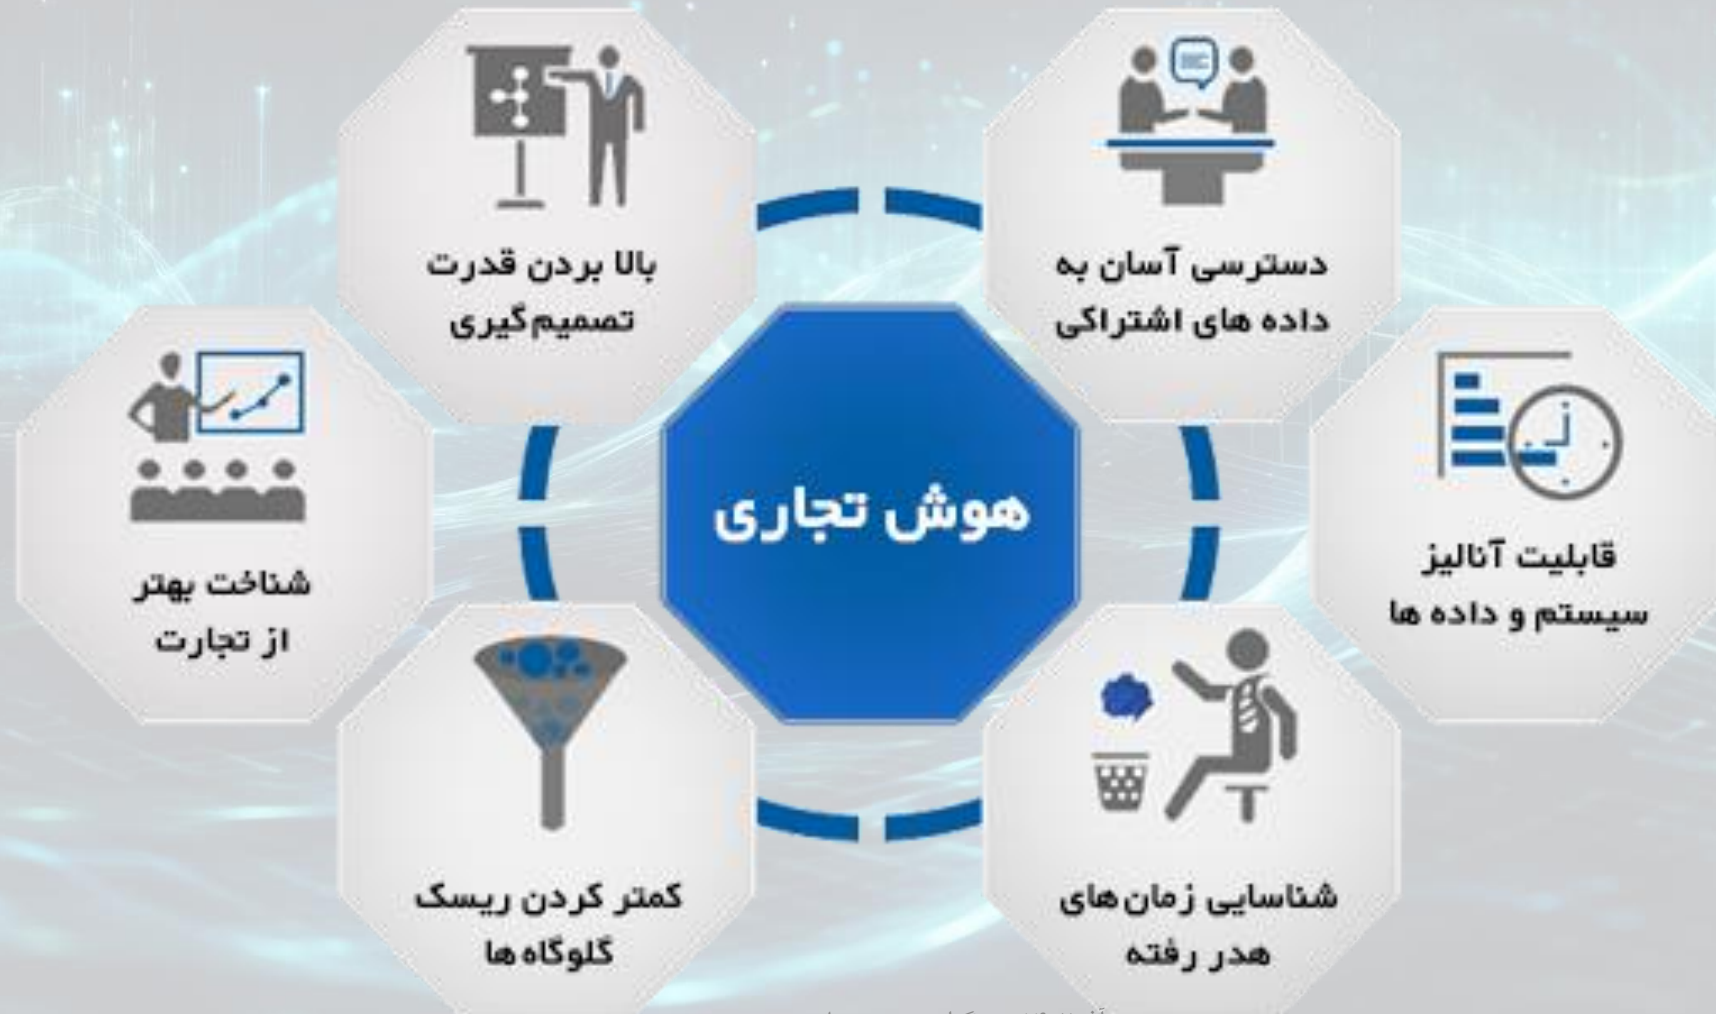 دسترسی آسان به
داده های اشتراکی
بالا بردن قدرت
تصمیم‌گیری
قابلیت آنالیز
سیستم و داده ها
هوش تجاری
شناخت بهتر
از تجارت
شناسایی زمان‌های
هدر رفته
کمتر کردن ریسک
گلوگاه‌ها